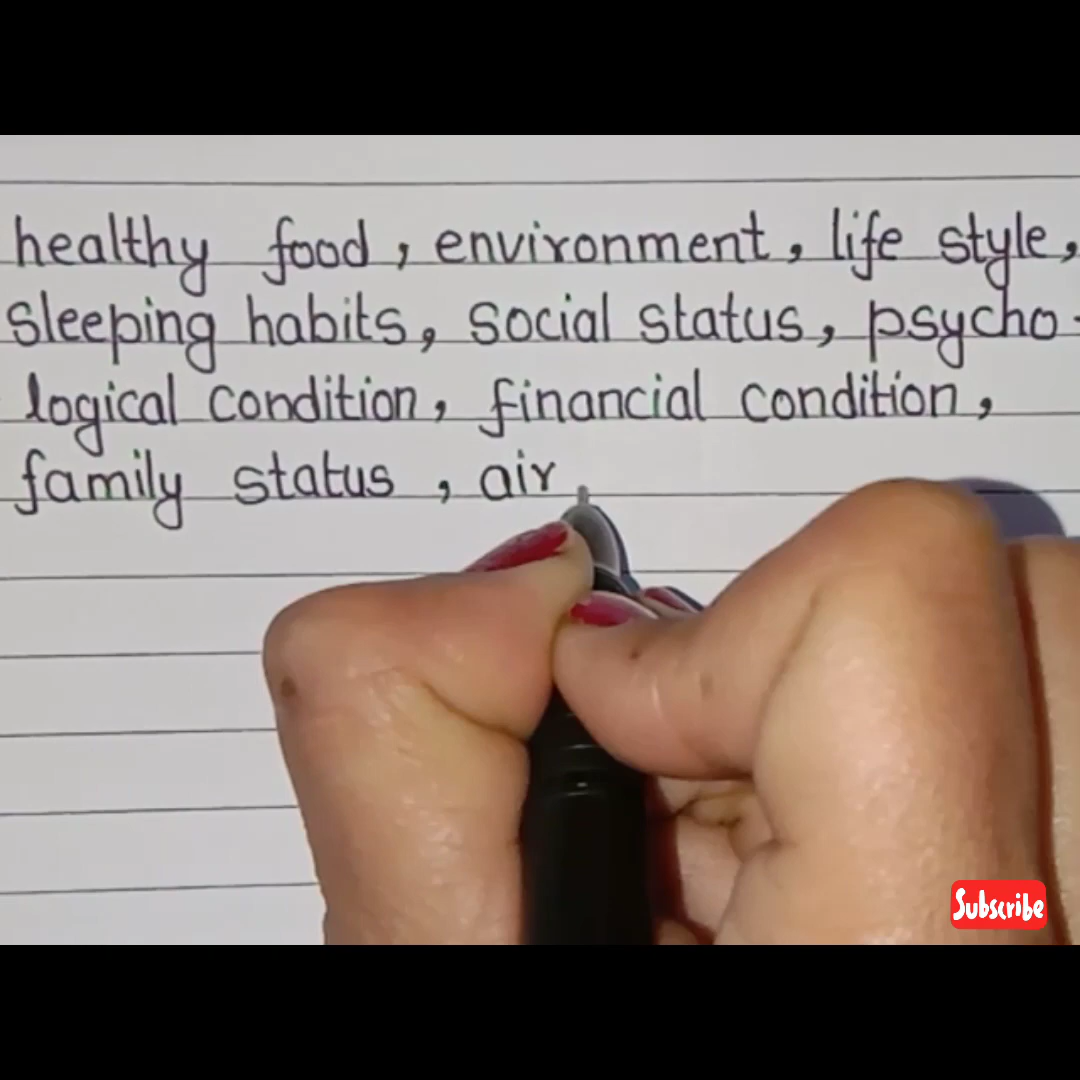 healthy food, environment, life style,
Sleeping habits, social status, psycho-
logical condition, financial condition,
family status, air
Subscribe